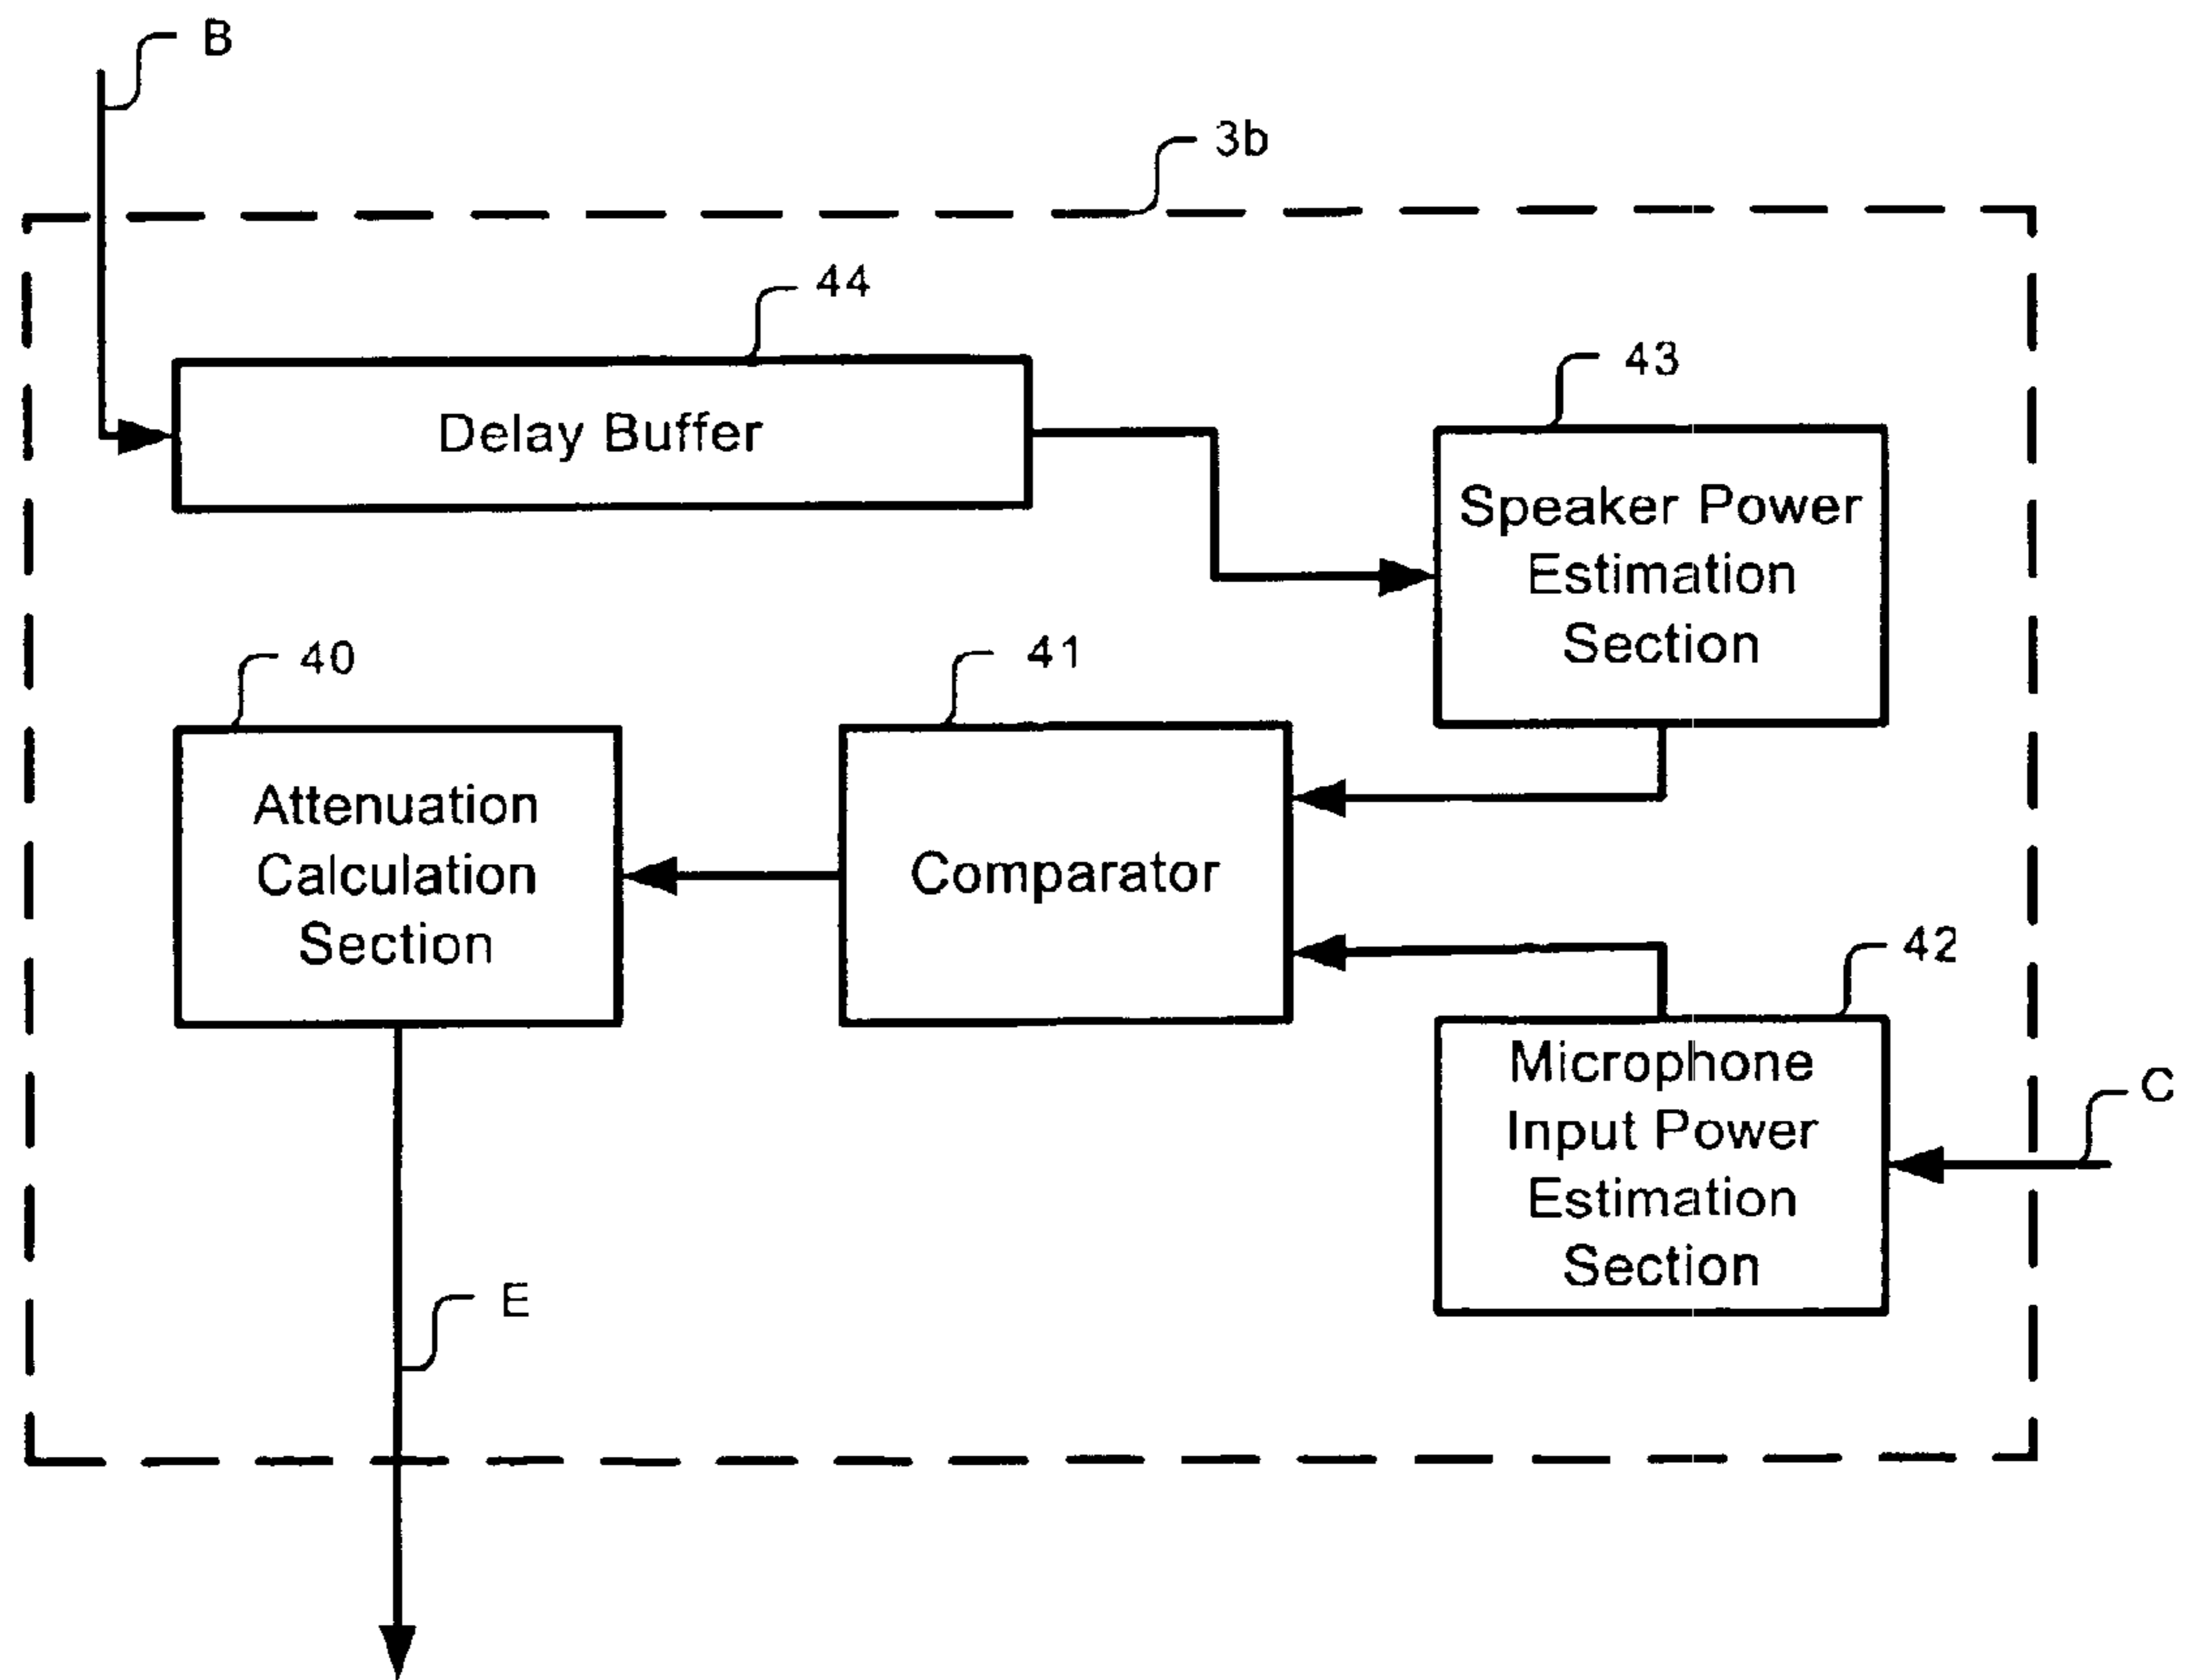 B
3b
44
Delay Buffer
43
Speaker Power
Estimation
Section
40
Attenuation
Calculation
Section
41
Comparator
42
Microphone
Input Power
Estimation
Section
C
E